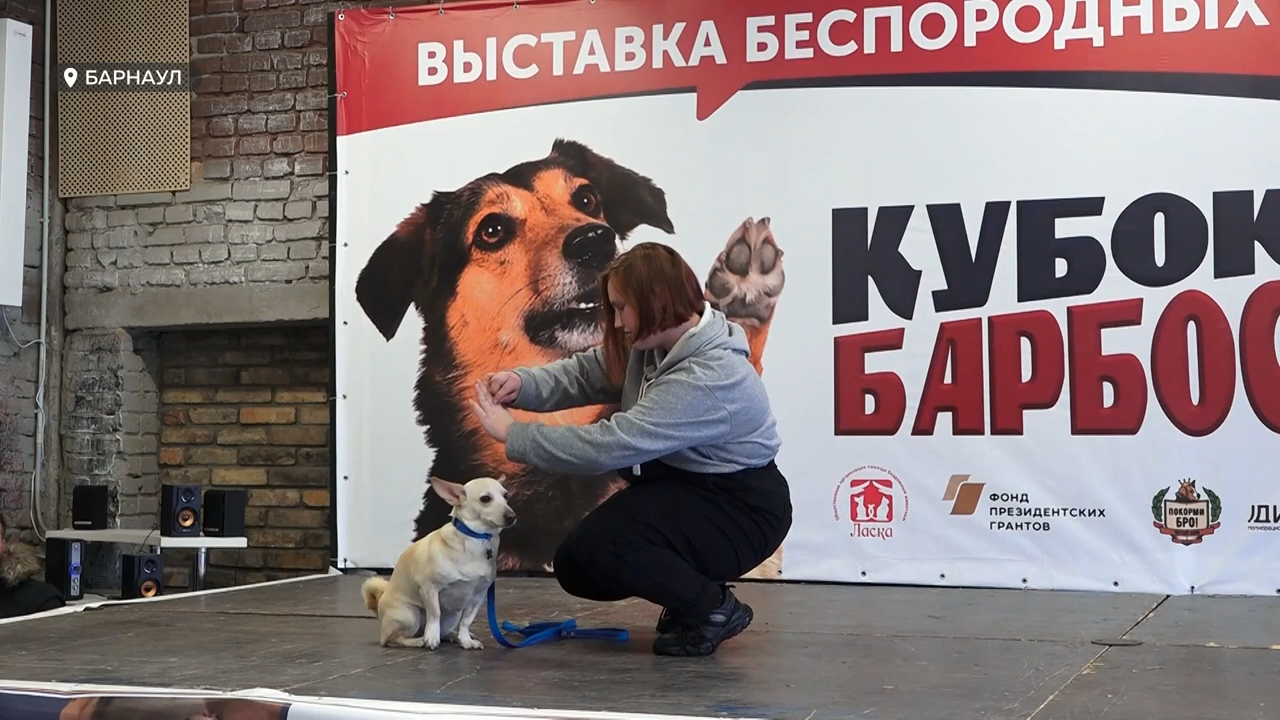 ВЫСТАВКА БЕСПОРОДНЫХ
БАРНАУЛ
КУБОК
БАРБОС
Ласка
ФОНД
ПРЕЗИДЕНТСКИХ
ГРАНТОВ
ПОКОРМИ
БРО!